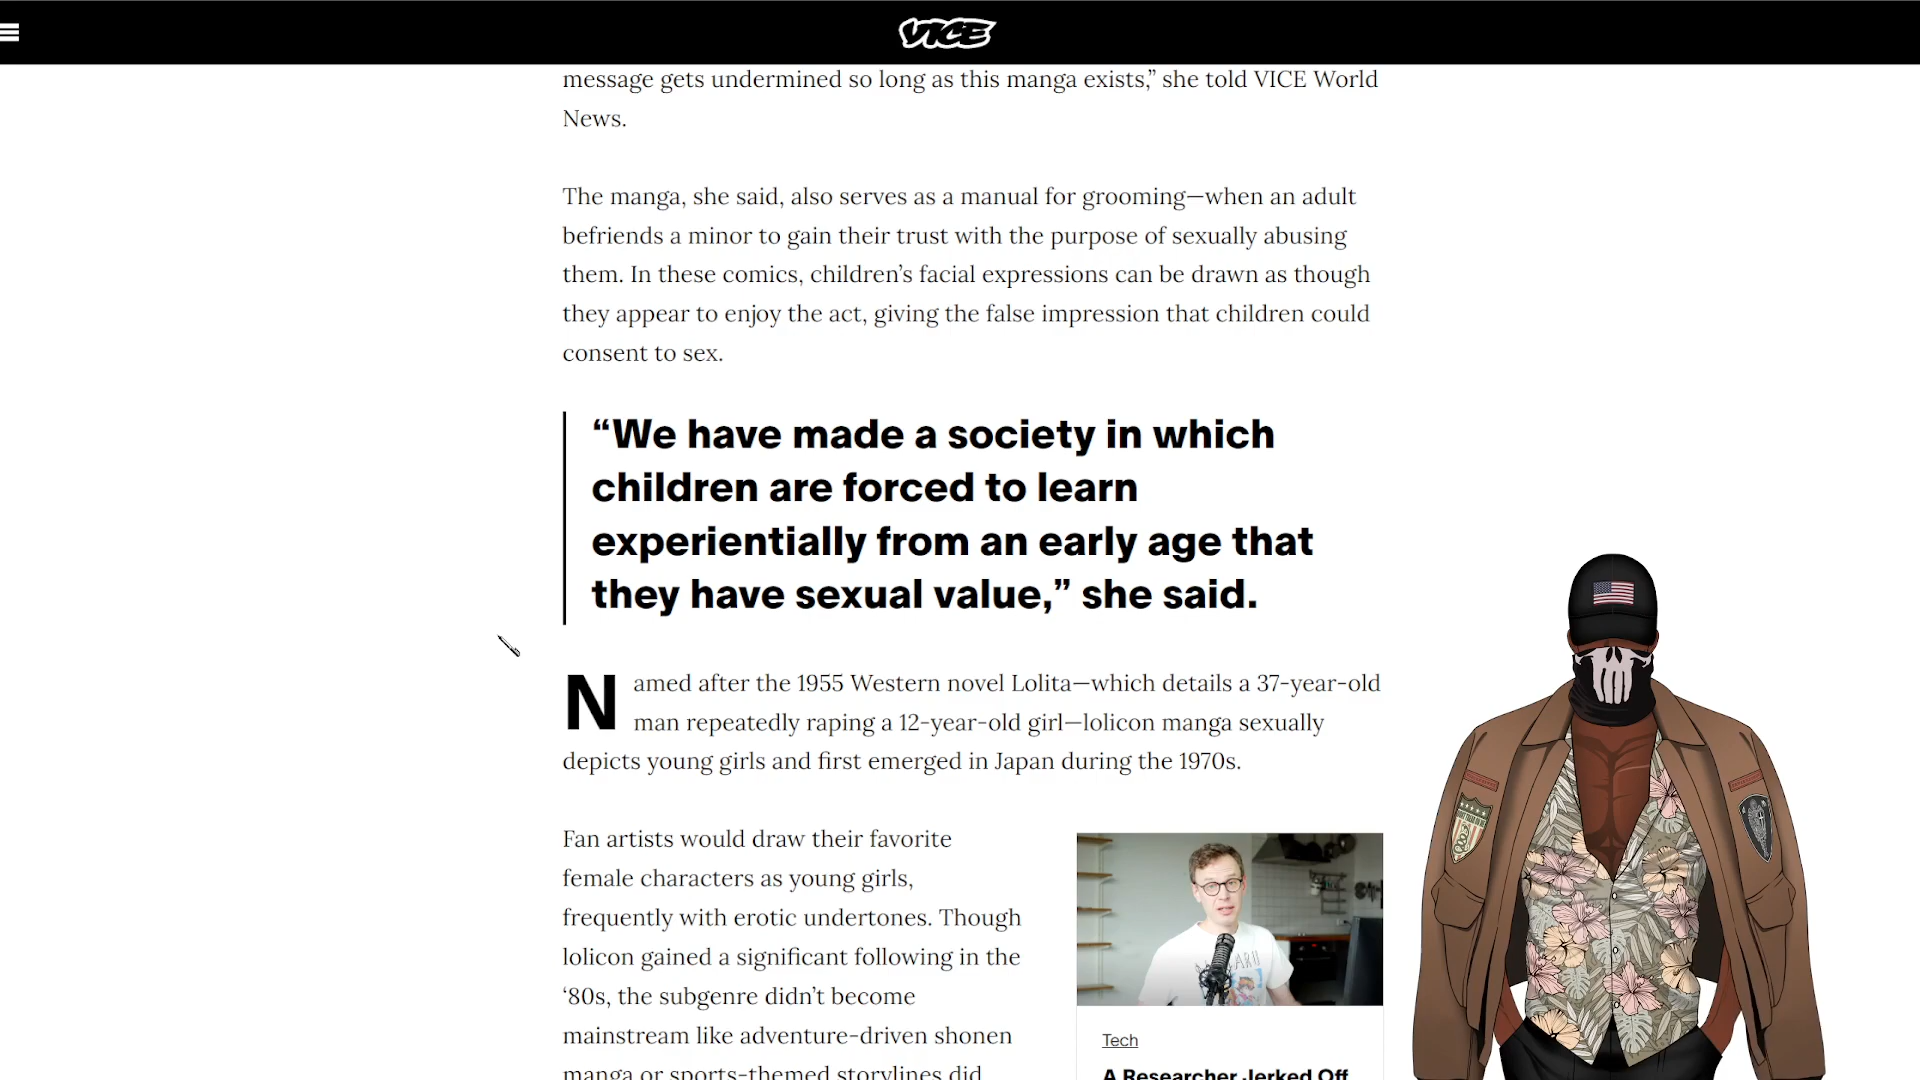 VICE
message gets undermined so long as this manga exists,” she told VICE World
News.
The manga, she said, also serves as a manual for grooming—when an adult
befriends a minor to gain their trust with the purpose of sexually abusing
them. In these comics, children’s facial expressions can be drawn as though
they appear to enjoy the act, giving the false impression that children could
consent to sex.
“We have made a society in which
children are forced to learn
experientially from an early age that
they have sexual value,” she said.
Named after the 1955 Western novel Lolita—which details a 37-year-old
man repeatedly raping a 12-year-old girl—lolicon manga sexually
depicts young girls and first emerged in Japan during the 1970s.
Fan artists would draw their favorite
female characters as young girls,
frequently with erotic undertones. Though
lolicon gained a significant following in the
‘80s, the subgenre didn’t become
mainstream like adventure-driven shonen
manga or sports-themed storylines did
Tech
A Researcher Jerked Off